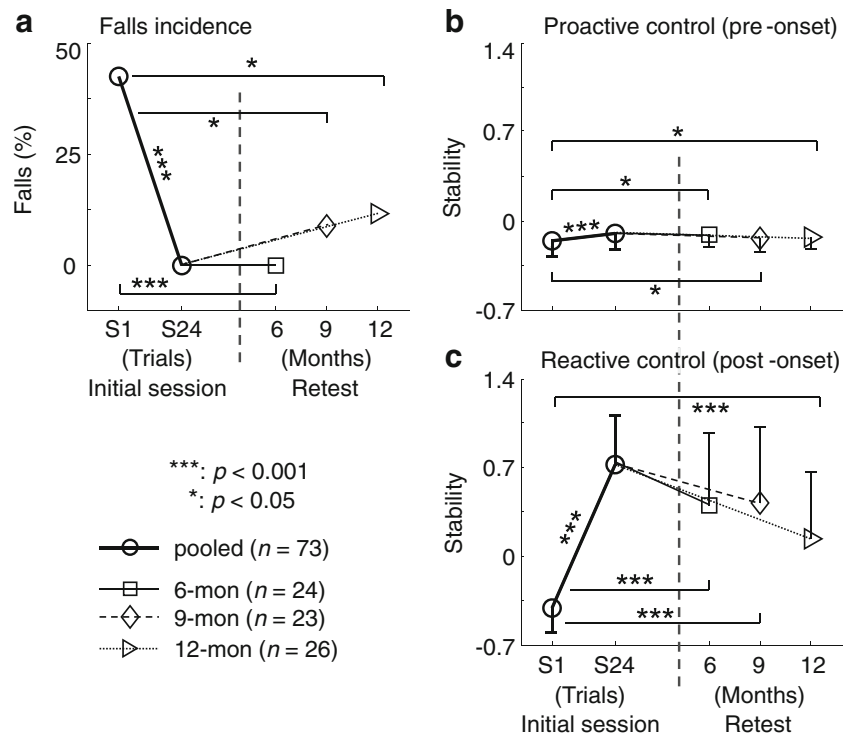 a Falls incidence
50
25
0
Falls (%)
*
*
***
***
S1 S24 6 9 12
(Trials) (Months)
Initial session Retest
***: p < 0.001
*: p < 0.05
pooled (n = 73)
6-mon (n = 24)
9-mon (n = 23)
12-mon (n = 26)
b Proactive control (pre-onset)
1.4
0.7
0
-0.7
Stability
*
*
***
*
c Reactive control (post-onset)
1.4
0.7
0
-0.7
Stability
***
***
***
***
S1 S24 6 9 12
(Trials) (Months)
Initial session Retest